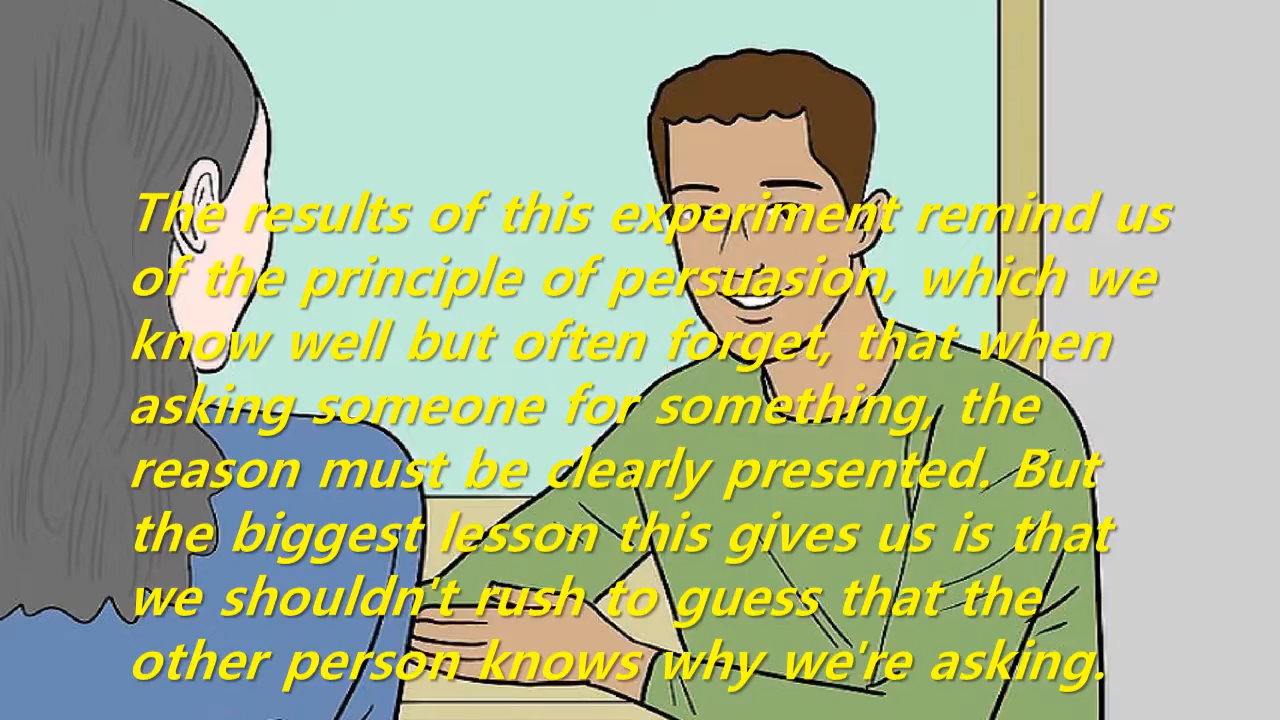 The results of this experiment remind us
of the principle of persuasion, which we
know well but often forget, that when
asking someone for something, the
reason must be clearly presented. But
the biggest lesson this gives us is that
we shouldn't rush to guess that the
other person knows why we're asking.